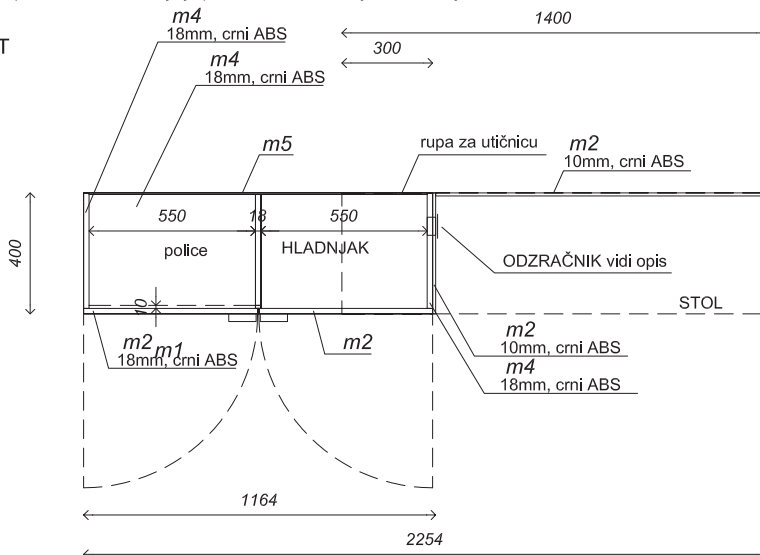 m4
18mm, crni ABS
T
m4
18mm, crni ABS
1400
300
m5
rupa za utičnicu
m2
10mm, crni ABS
550
18
550
400
police
HLADNJAK
ODZRAČNIK vidi opis
10
STOL
m2
m1
18mm, crni ABS
m2
m2
10mm, crni ABS
m4
18mm, crni ABS
1164
2254